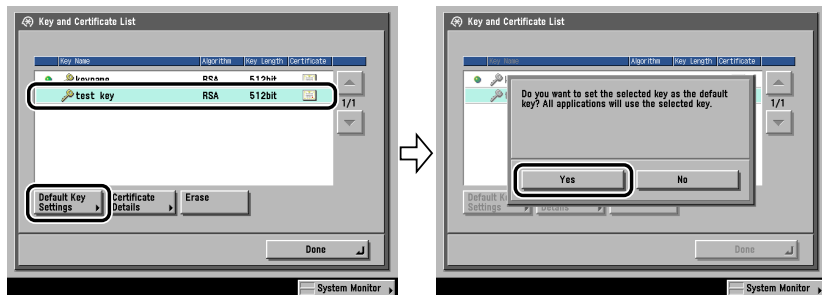 Key and Certificate List
Key Name Algorithm Key Length Certificate
keyname RSA 512bit
test key RSA 512bit
1/1
Default Key Settings
Certificate Details
Erase
Done
System Monitor
Key and Certificate List
Key Name Algorithm Key Length Certificate
Do you want to set the selected key as the default
key? All applications will use the selected key.
1/1
Yes No
Default K
Settings
Details
Done
System Monitor